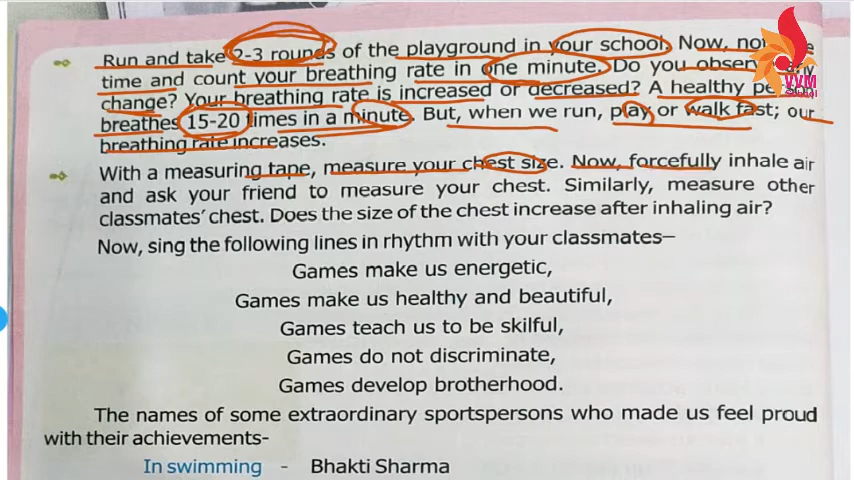 Run and take 2-3 rounds of the playground in your school. Now,
time and count your breathing rate in one minute. Do you
change? Your breathing rate is increased or decreased? A healthy
breathes 15-20 times in a minute. But, when we run, play or walk fast; our
breathing rate increases.
With a measuring tape, measure your chest size. Now, forcefully inhale air
and ask your friend to measure your chest. Similarly, measure other
classmates' chest. Does the size of the chest increase after inhaling air?
Now, sing the following lines in rhythm with your classmates–
Games make us energetic,
Games make us healthy and beautiful,
Games teach us to be skilful,
Games do not discriminate,
Games develop brotherhood.
The names of some extraordinary sportspersons who made us feel proud
with their achievements-
In swimming - Bhakti Sharma
VVM